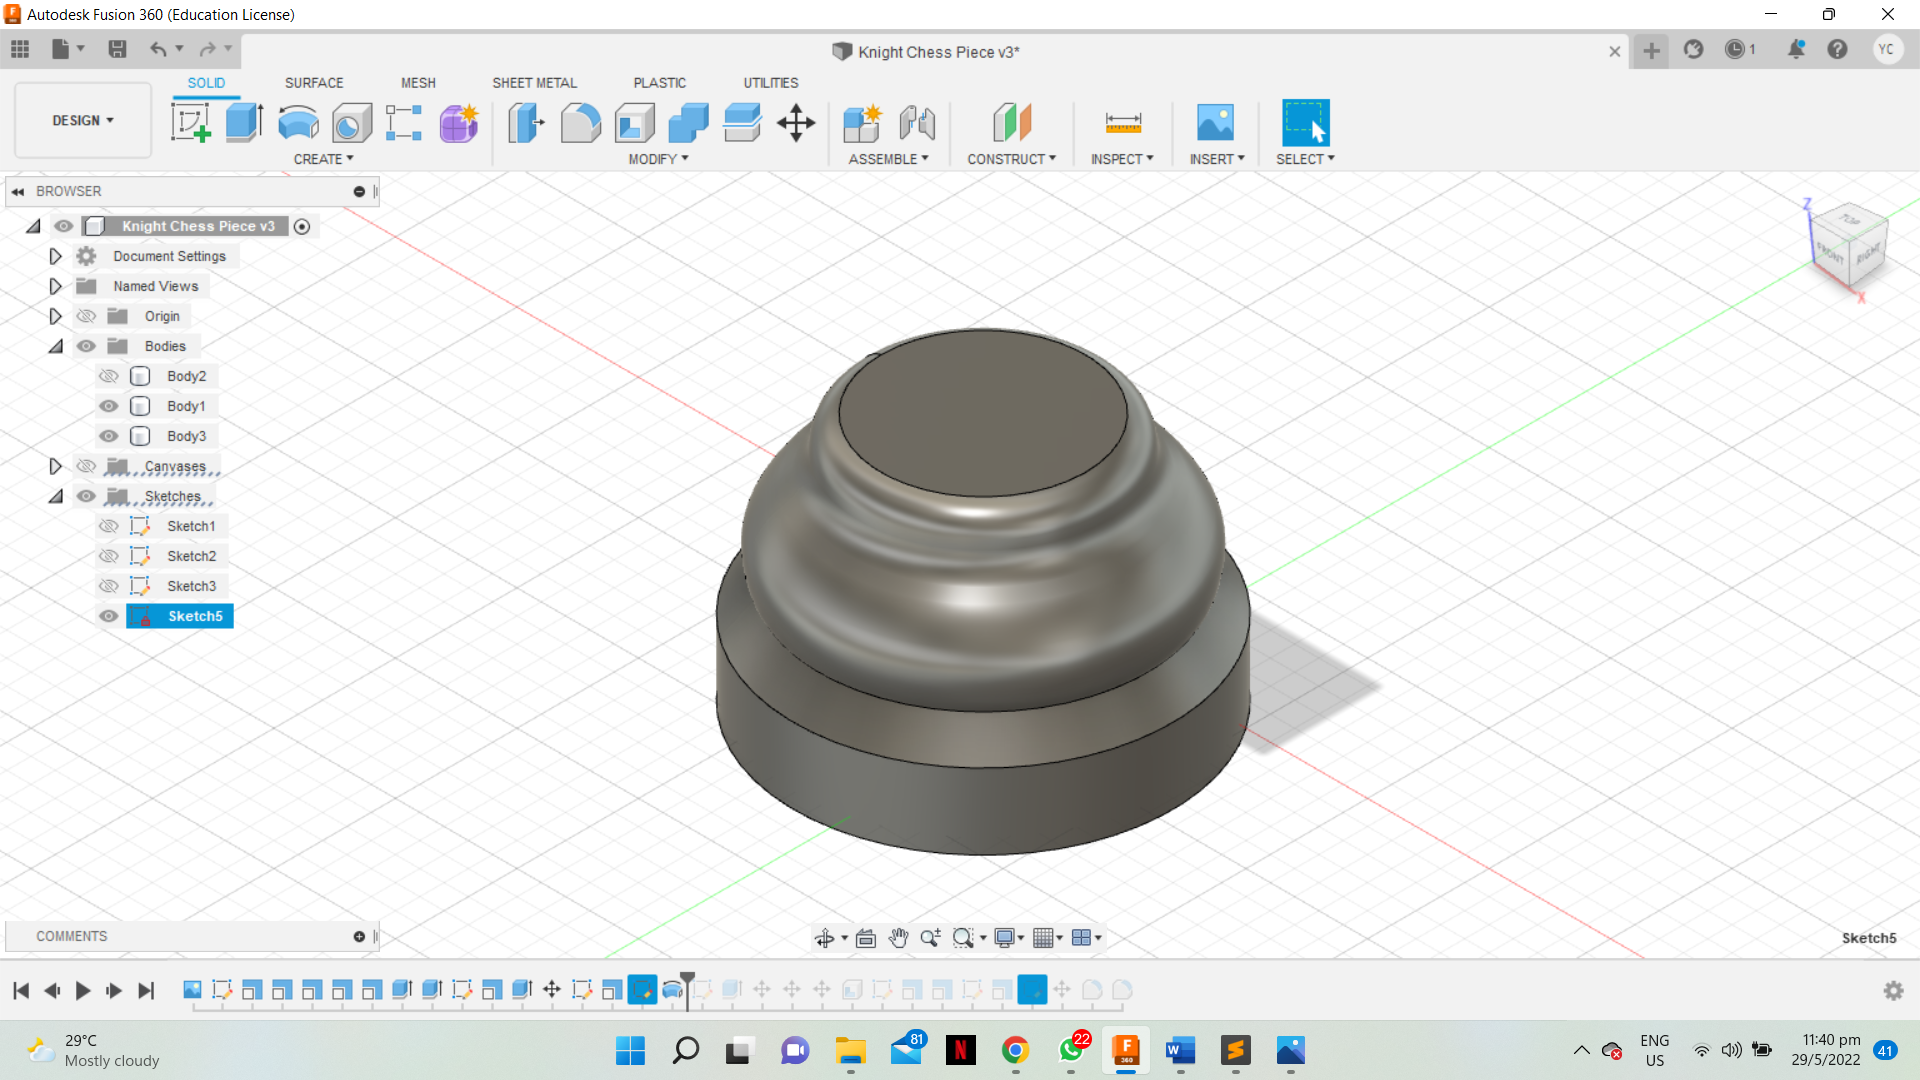 Autodesk Fusion 360 (Education License)
Knight Chess Piece v3*
1
YC
DESIGN
SOLID
SURFACE
MESH
SHEET METAL
PLASTIC
UTILITIES
CREATE
MODIFY
ASSEMBLE
CONSTRUCT
INSPECT
INSERT
SELECT
BROWSER
Knight Chess Piece v3
Document Settings
Named Views
Origin
Bodies
Body2
Body1
Body3
Canvases
Sketches
Sketch1
Sketch2
Sketch3
Sketch5
Z
TOP
FRONT
RIGHT
X
COMMENTS
Sketch5
29°C
Mostly cloudy
81
N
22
F
360
W
ENG
US
11:40 pm
29/5/2022
41